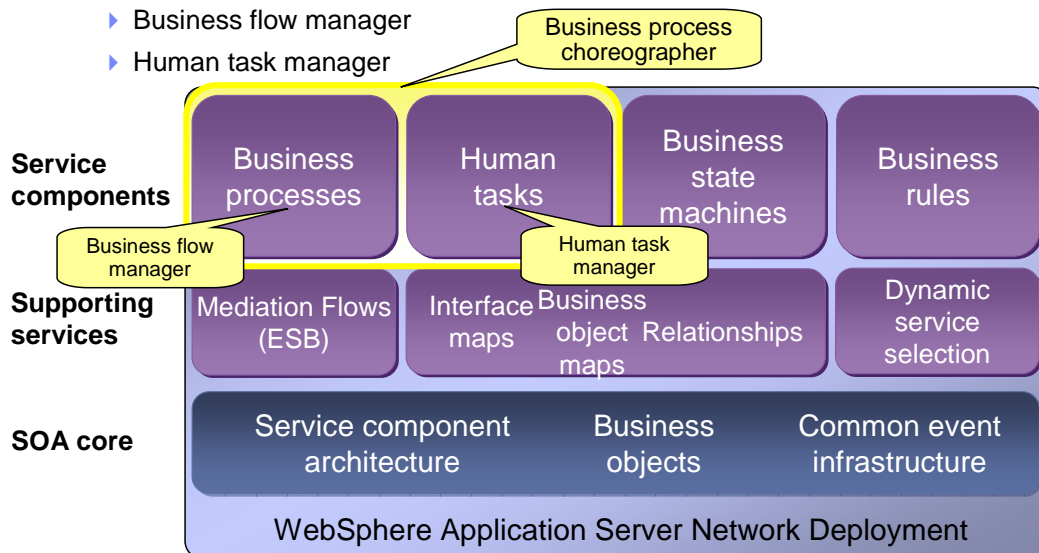 Business flow manager
Human task manager
Business process
choreographer
Service
components
Business
processes
Human
tasks
Business
state
machines
Business
rules
Business flow
manager
Human task
manager
Supporting
services
Mediation Flows
(ESB)
Interface
maps
Business
object
maps
Relationships
Dynamic
service
selection
SOA core
Service component
architecture
Business
objects
Common event
infrastructure
WebSphere Application Server Network Deployment